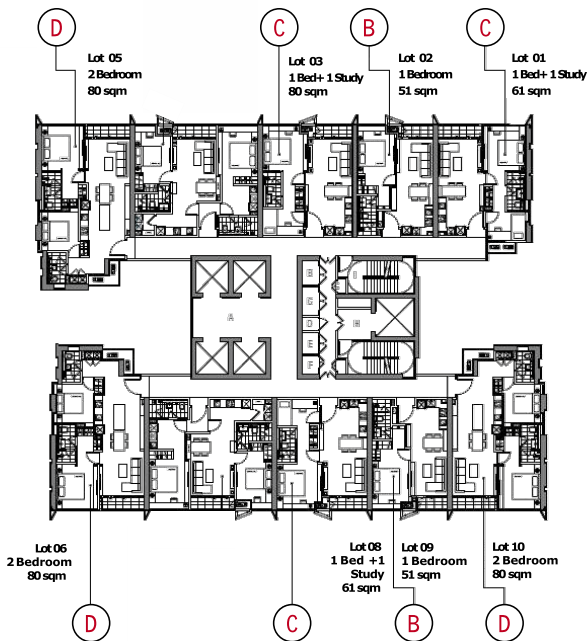 D
C
B
C
Lot 05
2 Bedroom
80 sqm
Lot 03
1 Bed+ 1 Study
80 sqm
Lot 02
1 Bedroom
51 sqm
Lot 01
1 Bed+ 1 Study
61 sqm
B
G
C
I
A
D
H
E
F
Lot 06
2 Bedroom
80 sqm
Lot 08
1 Bed +1
Study
61 sqm
Lot 09
1 Bedroom
51 sqm
Lot 10
2 Bedroom
80 sqm
D
C
B
D